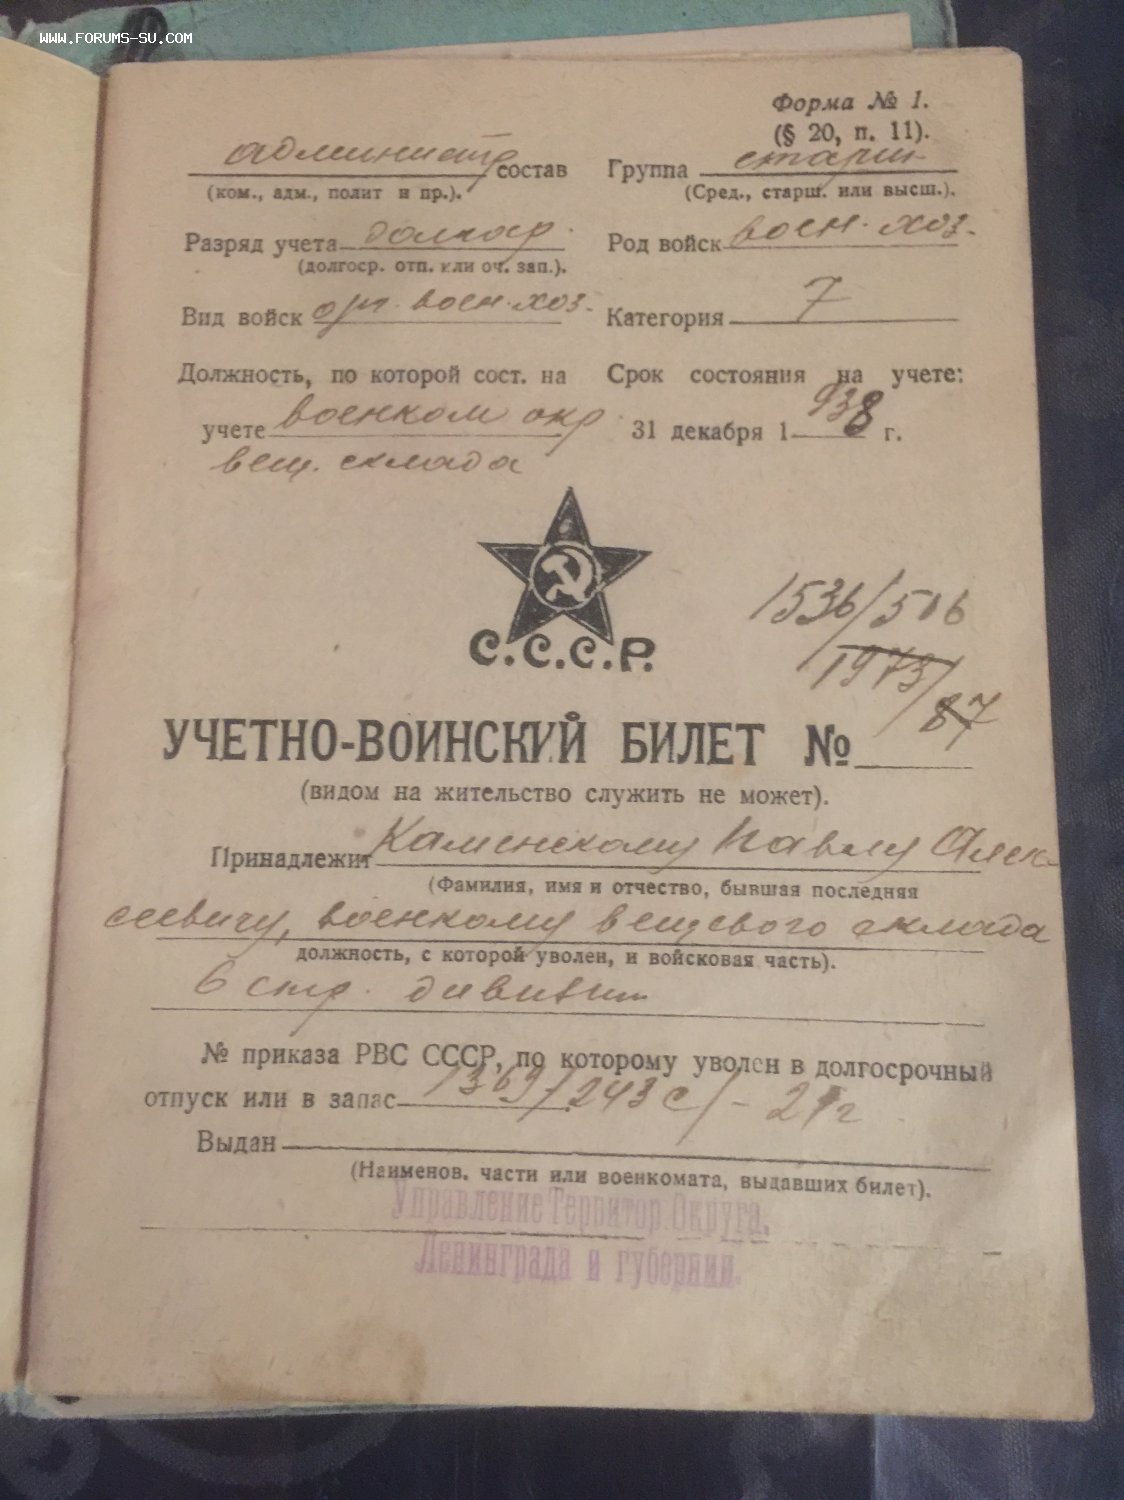 WWW.FORUMS-SU.COM
Форма № 1.
(§ 20, п. 11).
администр состав
(ком., адм., полит и пр.).
Группа старш
(Сред., старш. или высш.).
Разряд учета
(долгоср. отп. или оч. зап.).
Род войск воен. хоз.
Вид войск воен. хоз.
Категория 7
Должность, по которой сост. на
учете военком окр
вещ. склада
Срок состояния на учете:
31 декабря 1938 г.
С.С.С.Р.
1536/506
1973/87
УЧЕТНО-ВОИНСКИЙ БИЛЕТ №
(видом на жительство служить не может).
Принадлежит Каменскому Павлу Алек-
(Фамилия, имя и отчество, бывшая последняя
сеевичу, военкому вещевого склада
должность, с которой уволен, и войсковая часть).
6 стр. дивизии
№ приказа РВС СССР, по которому уволен в долгосрочный
отпуск или в запас 1369/243 с/-
Выдан
(Наименов. части или военкомата, выдавших билет).
Управление Территор. Округа.
Ленинграда и губернии.